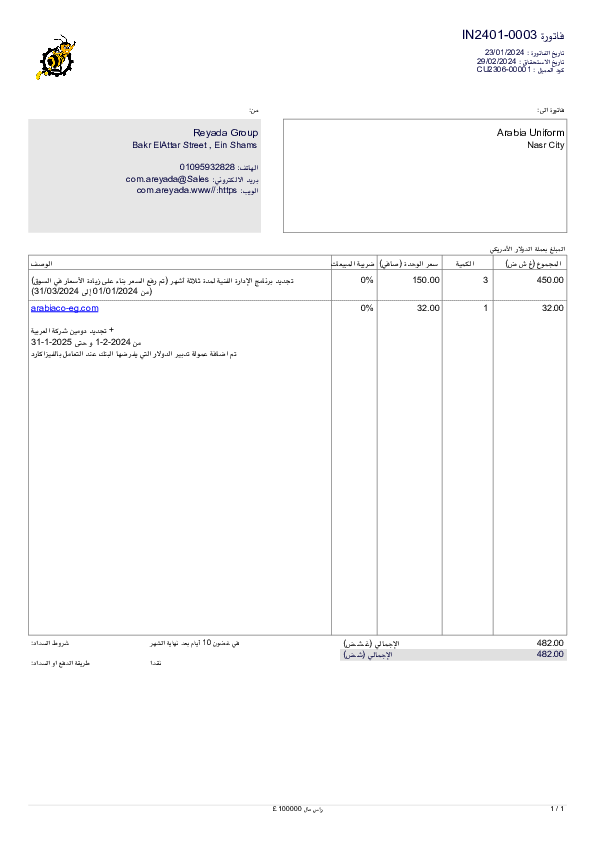 فاتورة IN2401-0003
تاريخ الفاتورة : 23/01/2024
تاريخ الاستحقاق : 29/02/2024
كود العميل : CU2306-00001
من:
فاتورة الى:
Reyada Group
Bakr ElAttar Street , Ein Shams
الهاتف: 01095932828
بريد الالكتروني: com.areyada@Sales
الويب: com.areyada.www//:https
Arabia Uniform
Nasr City
المبلغ بعملة الدولار الأمريكي
الوصف ضريبة المبيعات سعر الوحدة (صافي) الكمية المجموع (غ ش ض)
تجديد برنامج الإدارة الفنية لمدة ثلاثة أشهر (تم رفع السعر بناء على زيادة الأسعار في السوق) 0% 150.00 3 450.00
(من 01/01/2024 إلى 31/03/2024)
arabiaco-eg.com 0% 32.00 1 32.00
+ تجديد دومين شركة العربية
من 2024-2-1 و حتى 2025-1-31
تم اضافة عمولة تدبير الدولار التي يفرضها البنك عند التعامل بالفيزاكارد
شروط السداد: في غضون 10 أيام بعد نهاية الشهر
الإجمالي (غ.ش.ض) 482.00
الإجمالي (ش.ض) 482.00
طريقة الدفع او السداد: نقدا
راس مال 100000 £
1 / 1